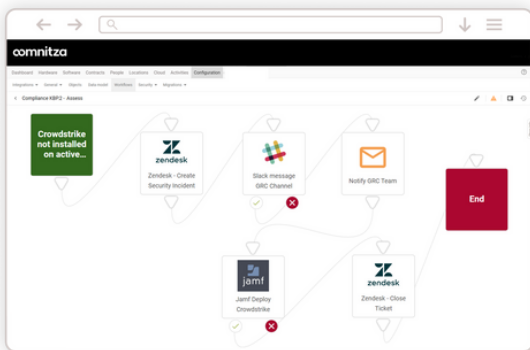 oomnitza
Dashboard Hardware Software Contracts People Locations Cloud Activities Configuration
Integrations General Objects Data model Workflows Security Migrations
Compliance KBP2 - Assess
Crowdstrike
not installed
on active...
zendesk
Zendesk - Create
Security Incident
Slack message
GRC Channel
Notify GRC Team
End
jamf
Jamf Deploy
Crowdstrike
zendesk
Zendesk - Close
Ticket